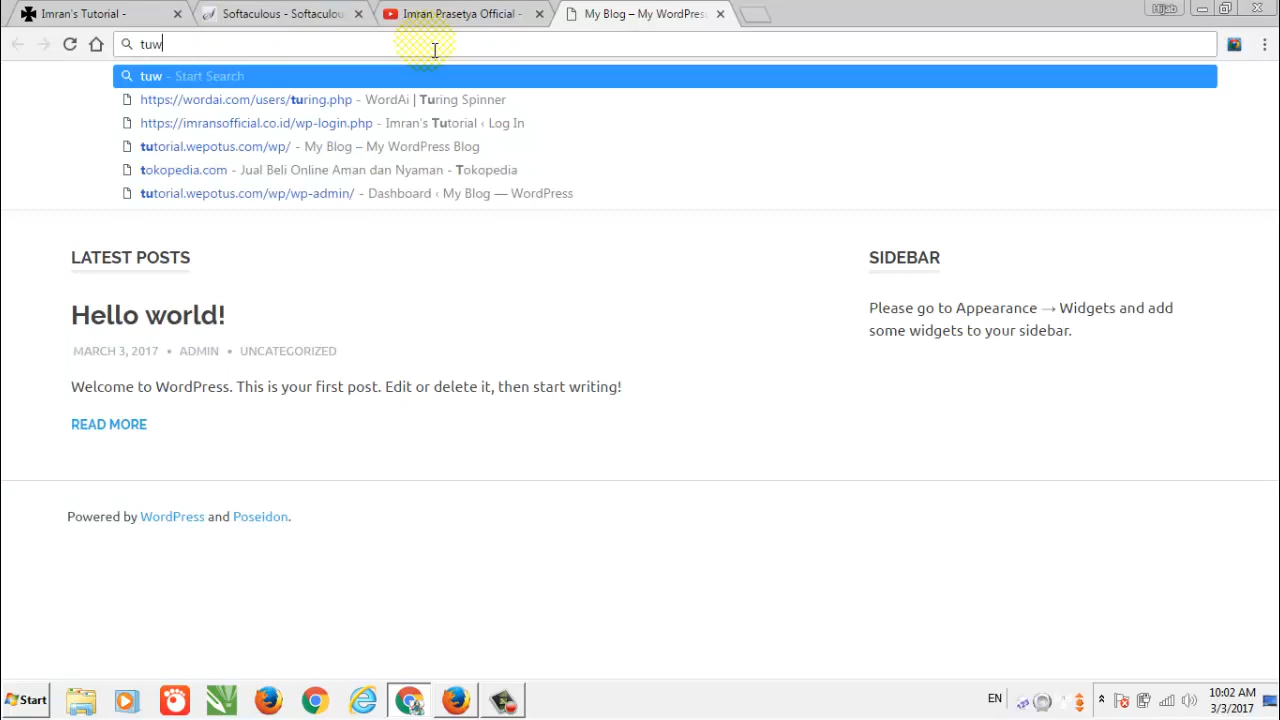 Imran's Tutorial -
Softaculous - Softaculou
Imran Prasetya Official -
My Blog – My WordPress
Hijab
tuw
tuw - Start Search
https://wordai.com/users/turing.php - WordAi | Turing Spinner
https://imransofficial.co.id/wp-login.php - Imran's Tutorial ‹ Log In
tutorial.wepotus.com/wp/ - My Blog – My WordPress Blog
tokopedia.com - Jual Beli Online Aman dan Nyaman - Tokopedia
tutorial.wepotus.com/wp/wp-admin/ - Dashboard ‹ My Blog — WordPress
LATEST POSTS
SIDEBAR
Hello world!
MARCH 3, 2017 • ADMIN • UNCATEGORIZED
Please go to Appearance → Widgets and add
some widgets to your sidebar.
Welcome to WordPress. This is your first post. Edit or delete it, then start writing!
READ MORE
Powered by WordPress and Poseidon.
Start
EN
10:02 AM
3/3/2017